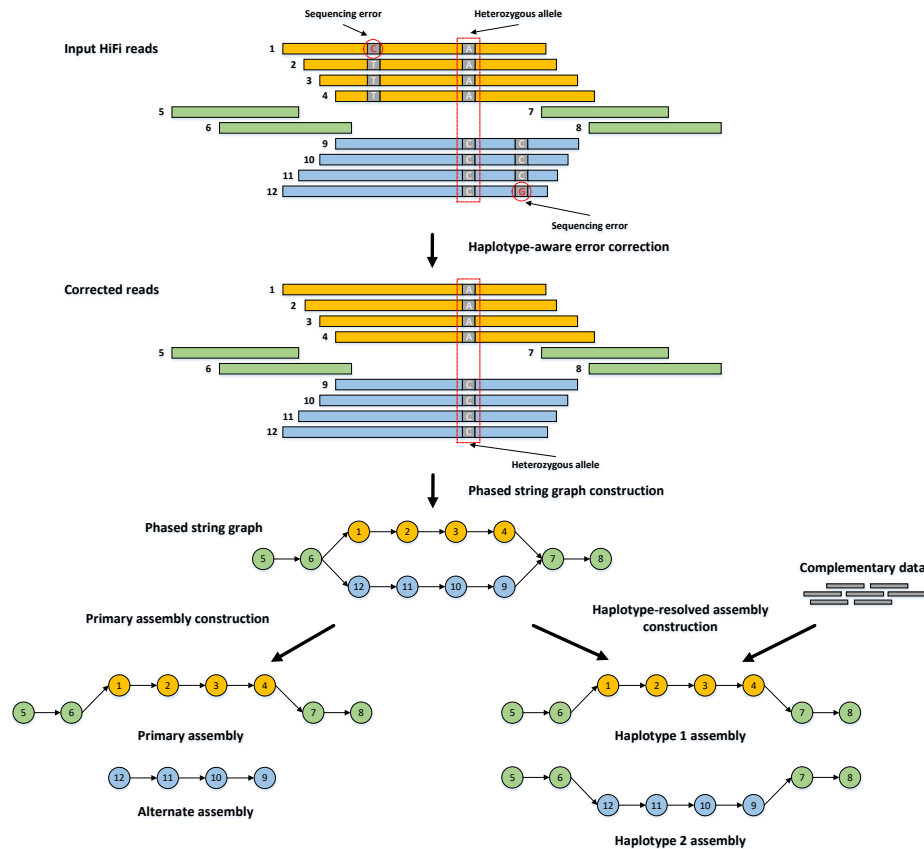 Sequencing error
Heterozygous allele
Input HiFi reads
1 C A
2 T A
3 T A
4 T A
5 7
6 8
9 C C
10 C C
11 C C
12 C G
Sequencing error
Haplotype-aware error correction
Corrected reads
1 A
2 A
3 A
4 A
5 7
6 8
9 C
10 C
11 C
12 C
Heterozygous allele
Phased string graph construction
Phased string graph
1 2 3 4
5 6 7 8
12 11 10 9
Complementary data
Primary assembly construction
Haplotype-resolved assembly
construction
1 2 3 4
5 6 7 8
Primary assembly
12 11 10 9
Alternate assembly
1 2 3 4
5 6 7 8
Haplotype 1 assembly
5 6 7 8
12 11 10 9
Haplotype 2 assembly